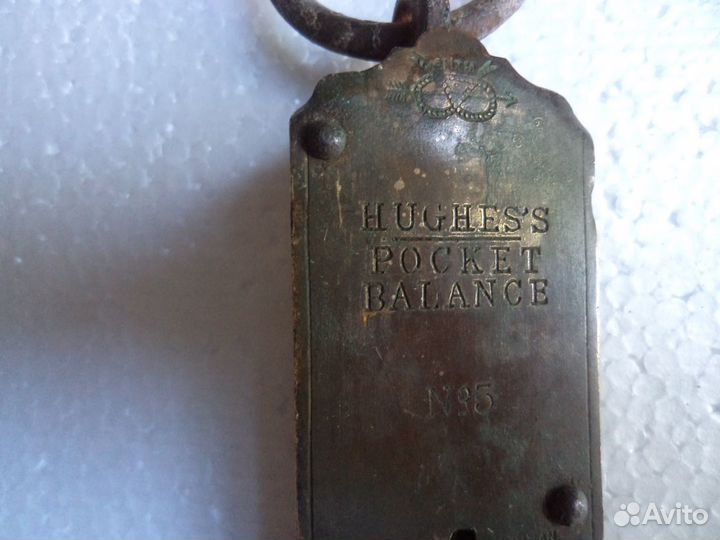 HUGHES'S
POCKET
BALANCE
No5
Avito